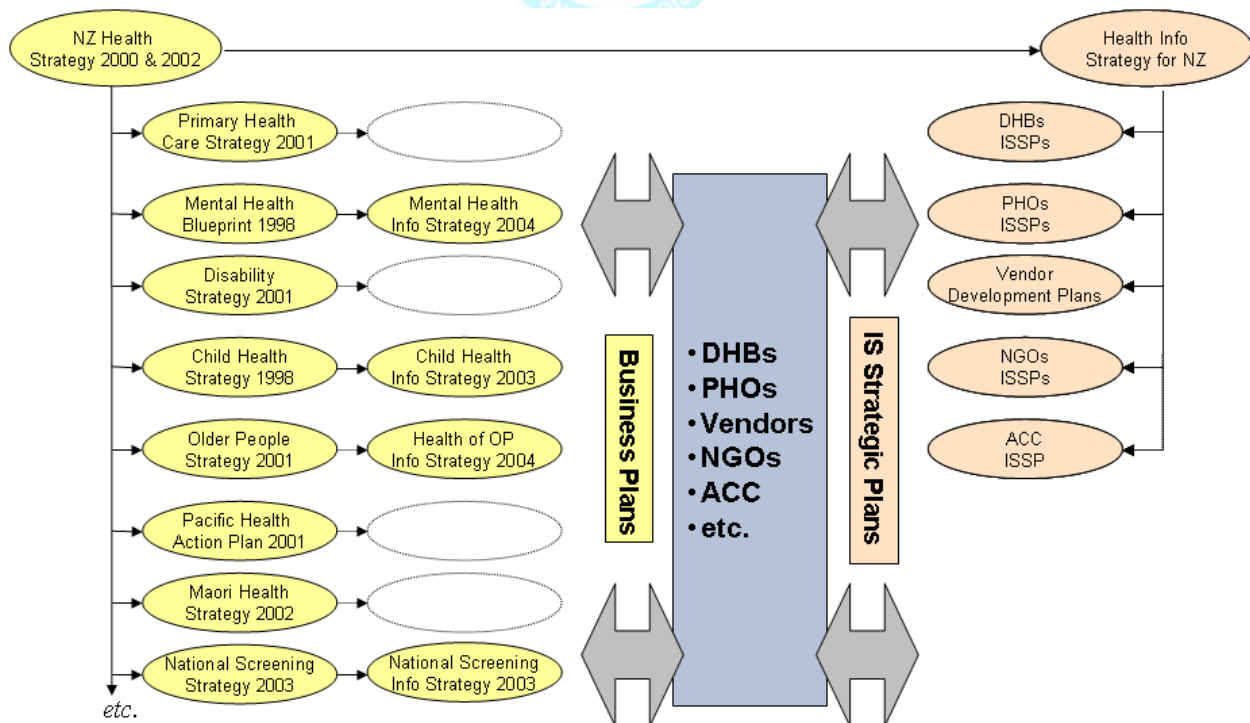 NZ Health
Strategy 2000 & 2002
Health Info
Strategy for NZ
Primary Health
Care Strategy 2001
Mental Health
Blueprint 1998
Mental Health
Info Strategy 2004
Disability
Strategy 2001
Child Health
Strategy 1998
Child Health
Info Strategy 2003
Older People
Strategy 2001
Health of OP
Info Strategy 2004
Pacific Health
Action Plan 2001
Maori Health
Strategy 2002
National Screening
Strategy 2003
National Screening
Info Strategy 2003
etc.
Business Plans
• DHBs
• PHOs
• Vendors
• NGOs
• ACC
• etc.
IS Strategic Plans
DHBs
ISSPs
PHOs
ISSPs
Vendor
Development Plans
NGOs
ISSPs
ACC
ISSP